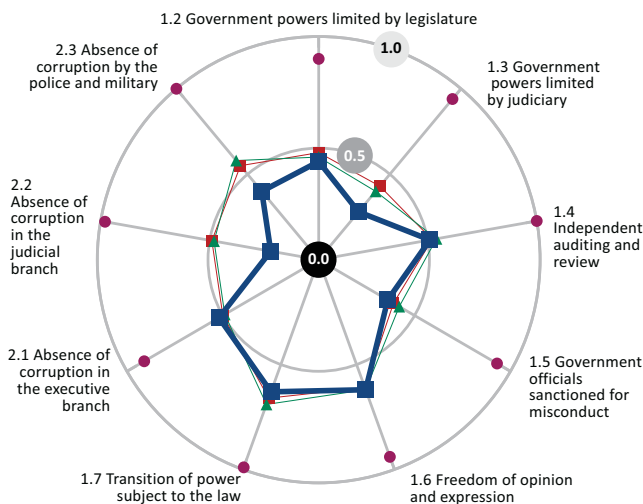 1.2 Government powers limited by legislature
1.0
2.3 Absence of
corruption by the
police and military
1.3 Government
powers limited
by judiciary
0.5
2.2
Absence of
corruption
in the
judicial
branch
1.4
Independent
auditing and
review
0.0
2.1 Absence of
corruption in
the executive
branch
1.5 Government
officials
sanctioned for
misconduct
1.7 Transition of power
subject to the law
1.6 Freedom of opinion
and expression